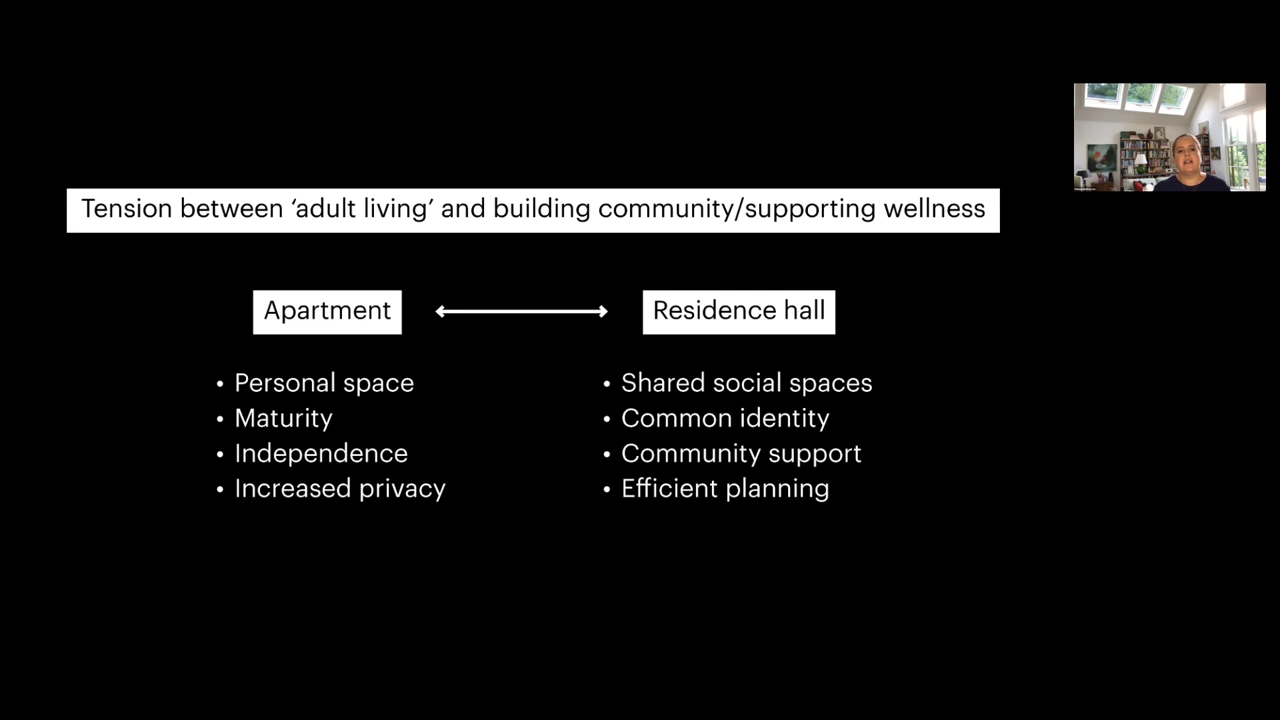 Tension between ‘adult living’ and building community/supporting wellness
Apartment
Residence hall
• Personal space
• Maturity
• Independence
• Increased privacy
• Shared social spaces
• Common identity
• Community support
• Efficient planning